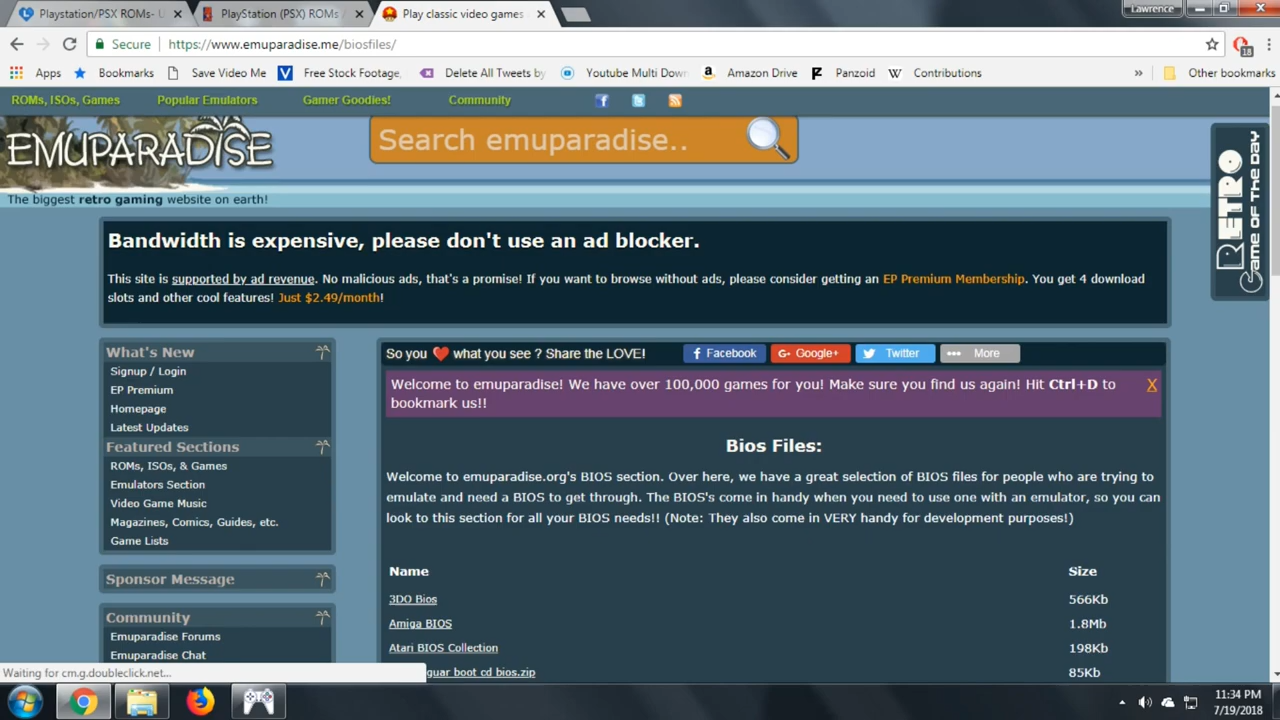 Playstation/PSX ROMs- U
PlayStation (PSX) ROMs /
Play classic video games
Lawrence
Secure
https://www.emuparadise.me/biosfiles/
18
Apps
Bookmarks
Save Video Me
Free Stock Footage,
Delete All Tweets by
Youtube Multi Down
Amazon Drive
Panzoid
Contributions
»
Other bookmarks
ROMs, ISOs, Games
Popular Emulators
Gamer Goodies!
Community
EMUPARADISE
Search emuparadise..
RETRO
Game OF THE DAY
The biggest retro gaming website on earth!
Bandwidth is expensive, please don't use an ad blocker.
This site is supported by ad revenue. No malicious ads, that's a promise! If you want to browse without ads, please consider getting an EP Premium Membership. You get 4 download
slots and other cool features! Just $2.49/month!
What's New
Signup / Login
EP Premium
Homepage
Latest Updates
Featured Sections
ROMs, ISOs, & Games
Emulators Section
Video Game Music
Magazines, Comics, Guides, etc.
Game Lists
Sponsor Message
Community
Emuparadise Forums
Emuparadise Chat
So you ❤ what you see ? Share the LOVE!
Facebook
Google+
Twitter
More
Welcome to emuparadise! We have over 100,000 games for you! Make sure you find us again! Hit Ctrl+D to
bookmark us!!
X
Bios Files:
Welcome to emuparadise.org's BIOS section. Over here, we have a great selection of BIOS files for people who are trying to
emulate and need a BIOS to get through. The BIOS's come in handy when you need to use one with an emulator, so you can
look to this section for all your BIOS needs!! (Note: They also come in VERY handy for development purposes!)
Name Size
3DO Bios 566Kb
Amiga BIOS 1.8Mb
Atari BIOS Collection 198Kb
guar boot cd bios.zip 85Kb
Waiting for cm.g.doubleclick.net...
11:34 PM
7/19/2018